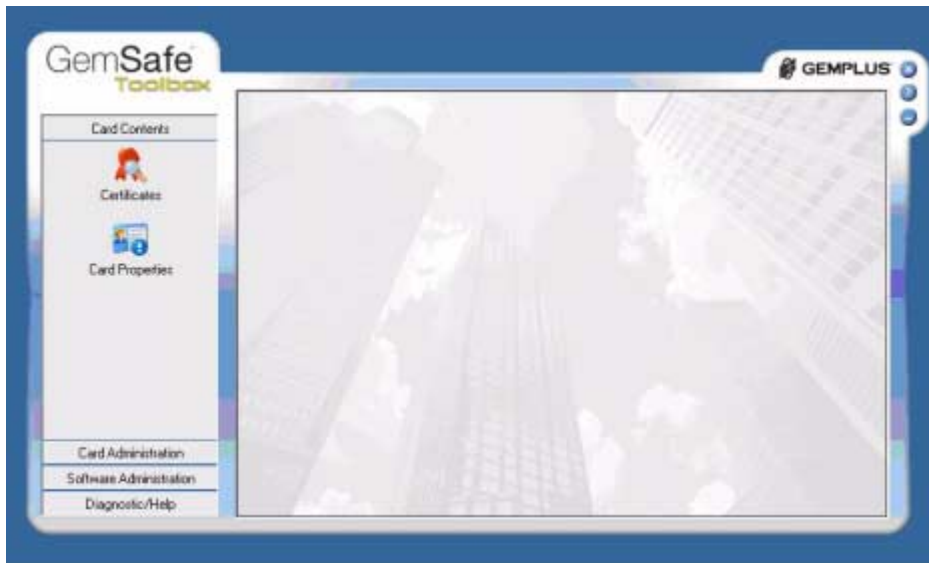 GemSafe
Toolbox
GEMPLUS
Card Contents
Certificates
Card Properties
Card Administration
Software Administration
Diagnostic/Help